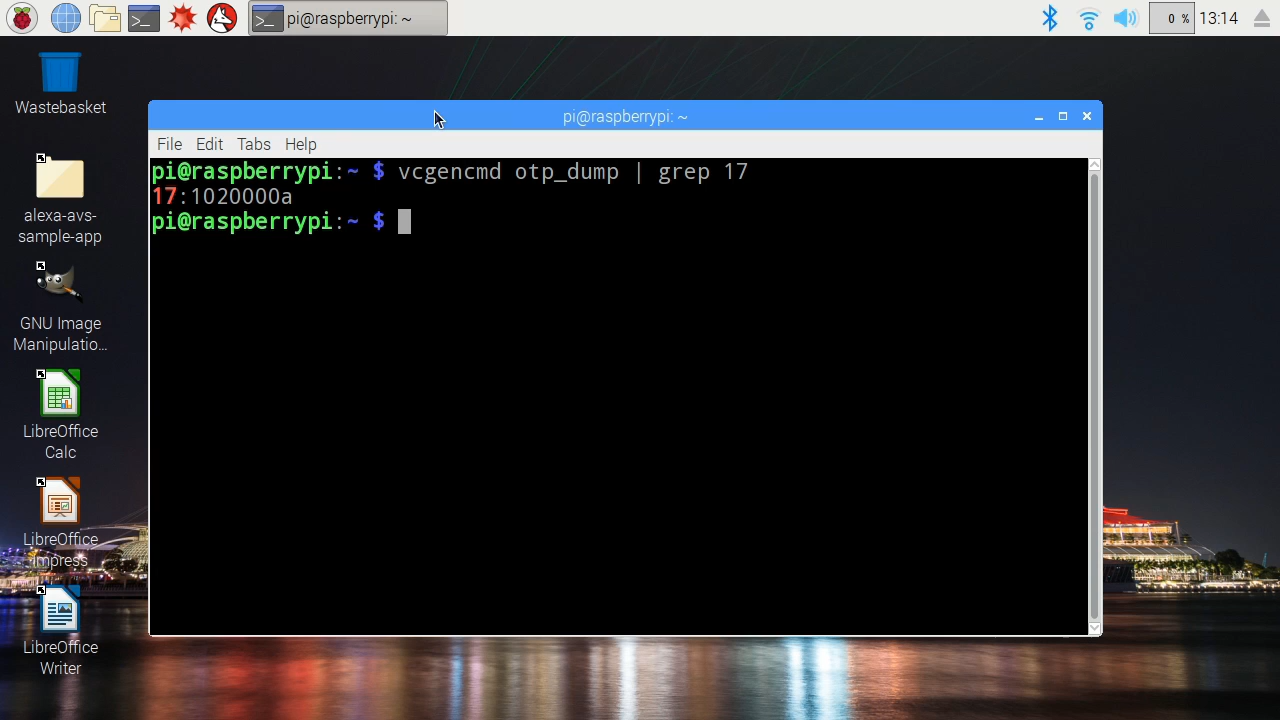 pi@raspberrypi: ~
0 %
13:14
Wastebasket
alexa-avs-
sample-app
GNU Image
Manipulatio...
LibreOffice
Calc
LibreOffice
Impress
LibreOffice
Writer
pi@raspberrypi: ~
File Edit Tabs Help
pi@raspberrypi:~ $ vcgencmd otp_dump | grep 17
17:1020000a
pi@raspberrypi:~ $